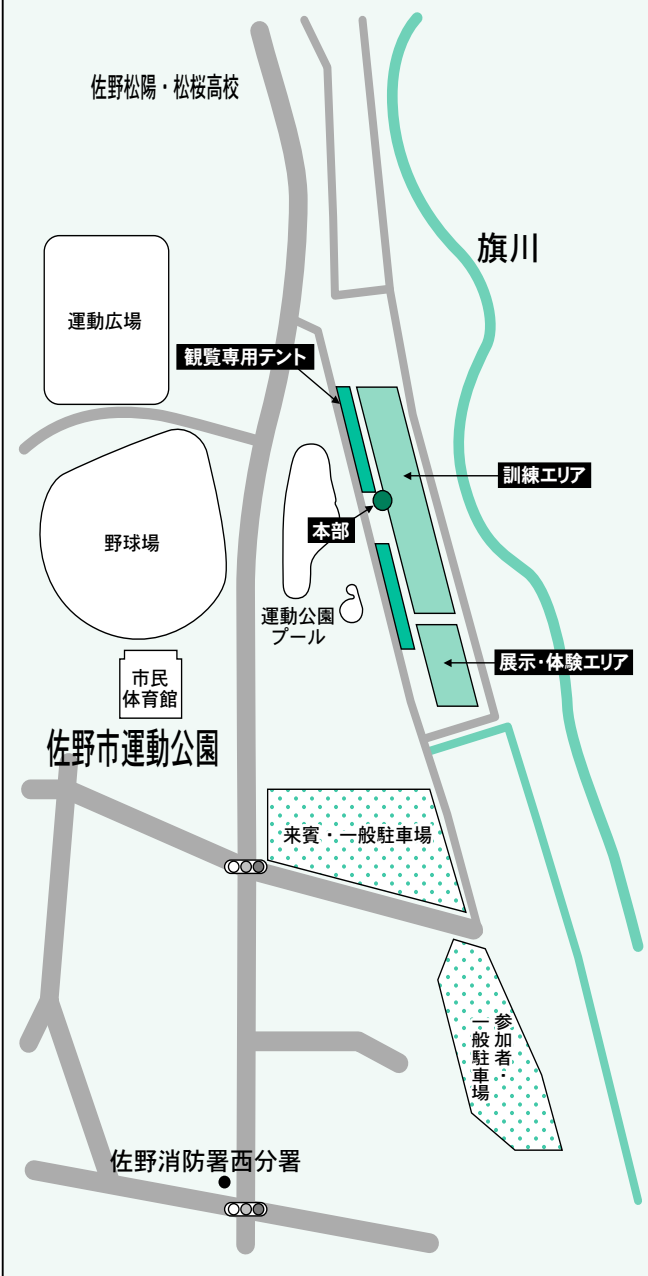 佐野松陽・松桜高校
旗川
運動広場
観覧専用テント
訓練エリア
本部
野球場
運動公園
プール
展示・体験エリア
市民
体育館
佐野市運動公園
来賓・一般駐車場
参加者・
一般駐車場
佐野消防署西分署